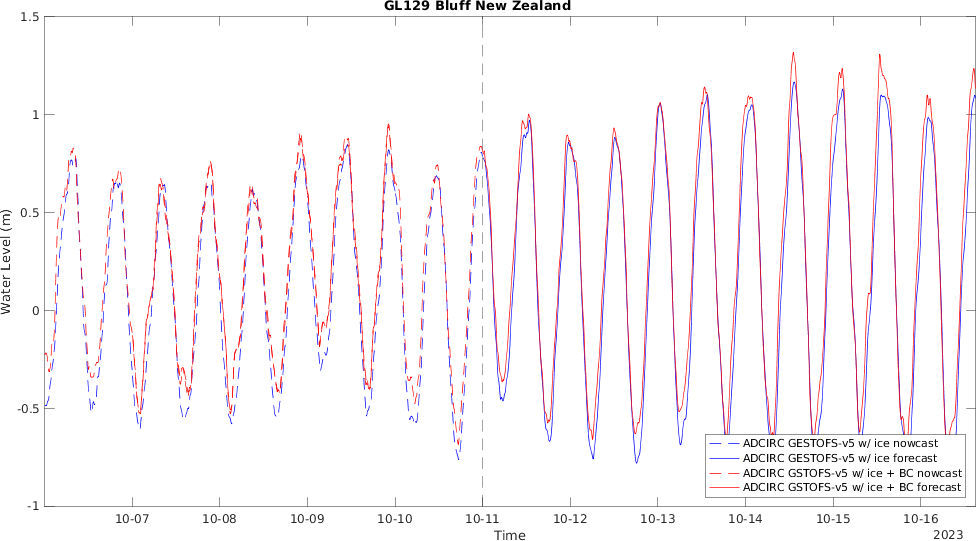 GL129 Bluff New Zealand
1.5
1
0.5
0
-0.5
-1
Water Level (m)
10-07 10-08 10-09 10-10 10-11 10-12 10-13 10-14 10-15 10-16
Time
2023
ADCIRC GESTOFS-v5 w/ ice nowcast
ADCIRC GESTOFS-v5 w/ ice forecast
ADCIRC GSTOFS-v5 w/ ice + BC nowcast
ADCIRC GSTOFS-v5 w/ ice + BC forecast